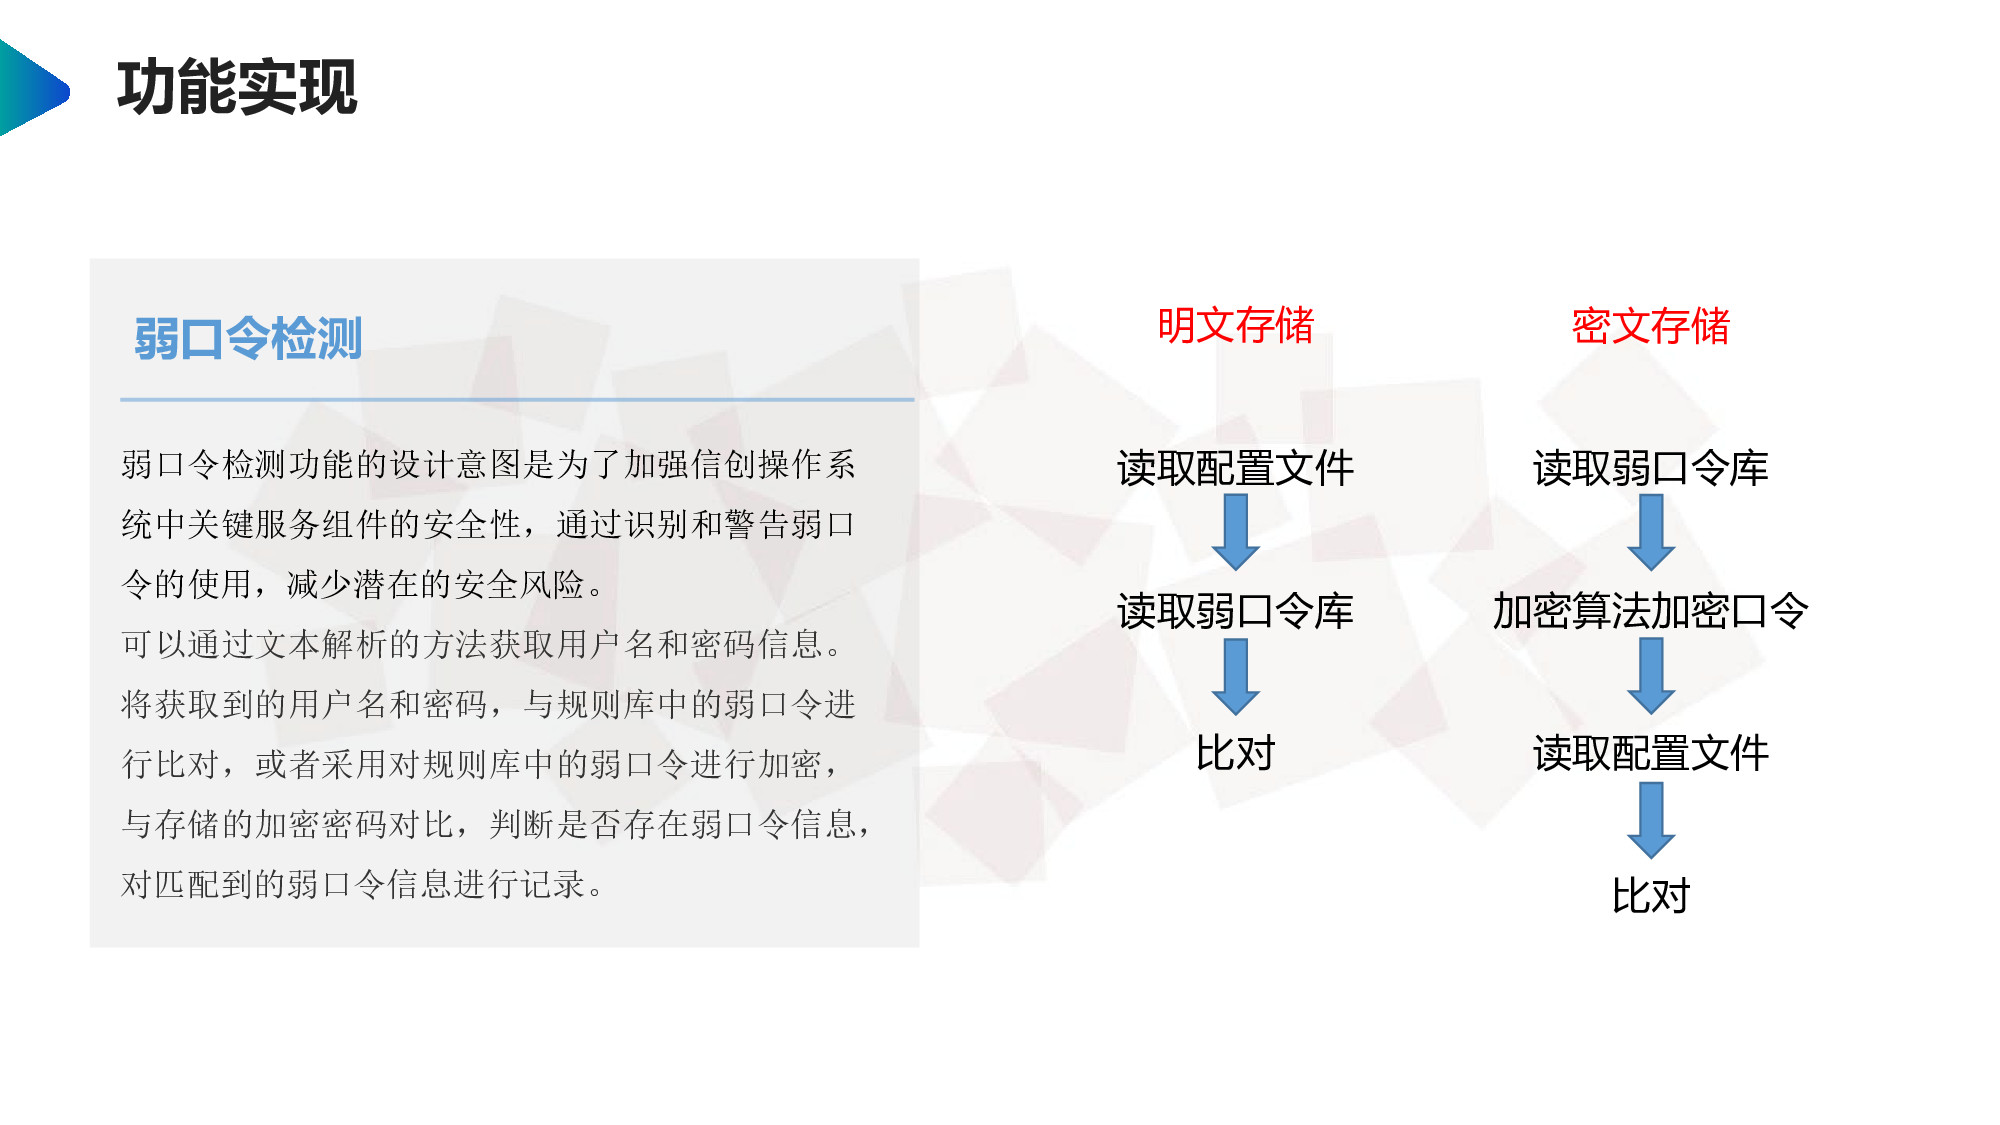 功能实现
弱口令检测
弱口令检测功能的设计意图是为了加强信创操作系
统中关键服务组件的安全性，通过识别和警告弱口
令的使用，减少潜在的安全风险。
可以通过文本解析的方法获取用户名和密码信息。
将获取到的用户名和密码，与规则库中的弱口令进
行比对，或者采用对规则库中的弱口令进行加密，
与存储的加密密码对比，判断是否存在弱口令信息，
对匹配到的弱口令信息进行记录。
明文存储
读取配置文件
读取弱口令库
比对
密文存储
读取弱口令库
加密算法加密口令
读取配置文件
比对